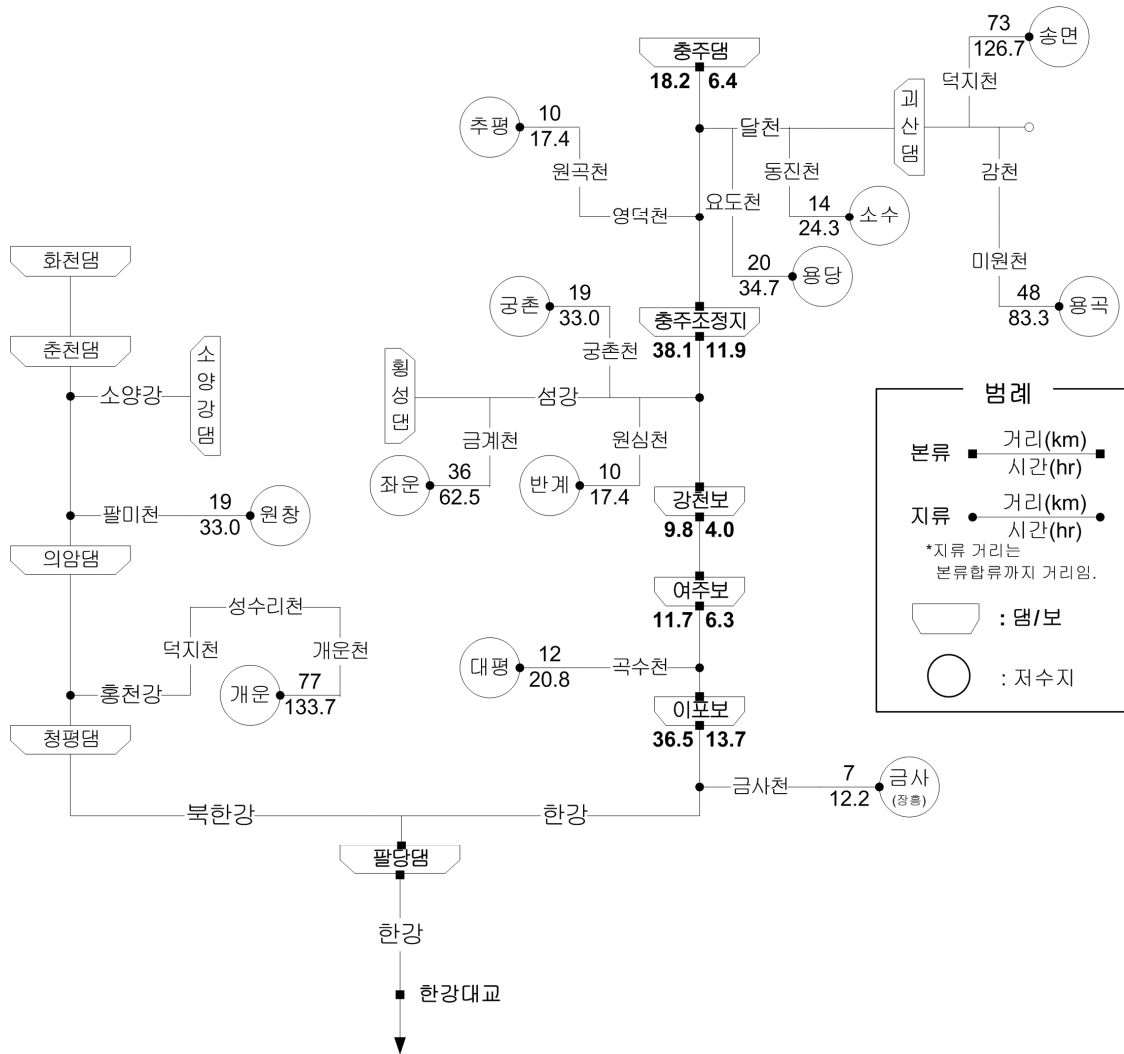 73
126.7
송면
덕지천
충주댐
18.2 6.4
괴산댐
추평
10
17.4
달천
원곡천
동진천
감천
영덕천
요도천
14
24.3
소수
화천댐
20
34.7
용당
미원천
48
83.3
용곡
궁촌
19
33.0
충주조정지
38.1 11.9
춘천댐
소양강댐
궁촌천
횡성댄
소양강
섬강
금계천
원심천
좌운
36
62.5
반계
10
17.4
강천보
9.8 4.0
팔미천
19
33.0
원창
의암댐
여주보
11.7 6.3
성수리천
덕지천
개운천
홍천강
개운
77
133.7
대평
12
20.8
곡수천
이포보
36.5 13.7
청평댐
금사천
7
12.2
금사
(장흥)
북한강
한강
팔당댐
한강
한강대교
범례
본류
거리(km)
시간(hr)
지류
거리(km)
시간(hr)
*지류 거리는
본류합류까지 거리임.
: 댐/보
: 저수지